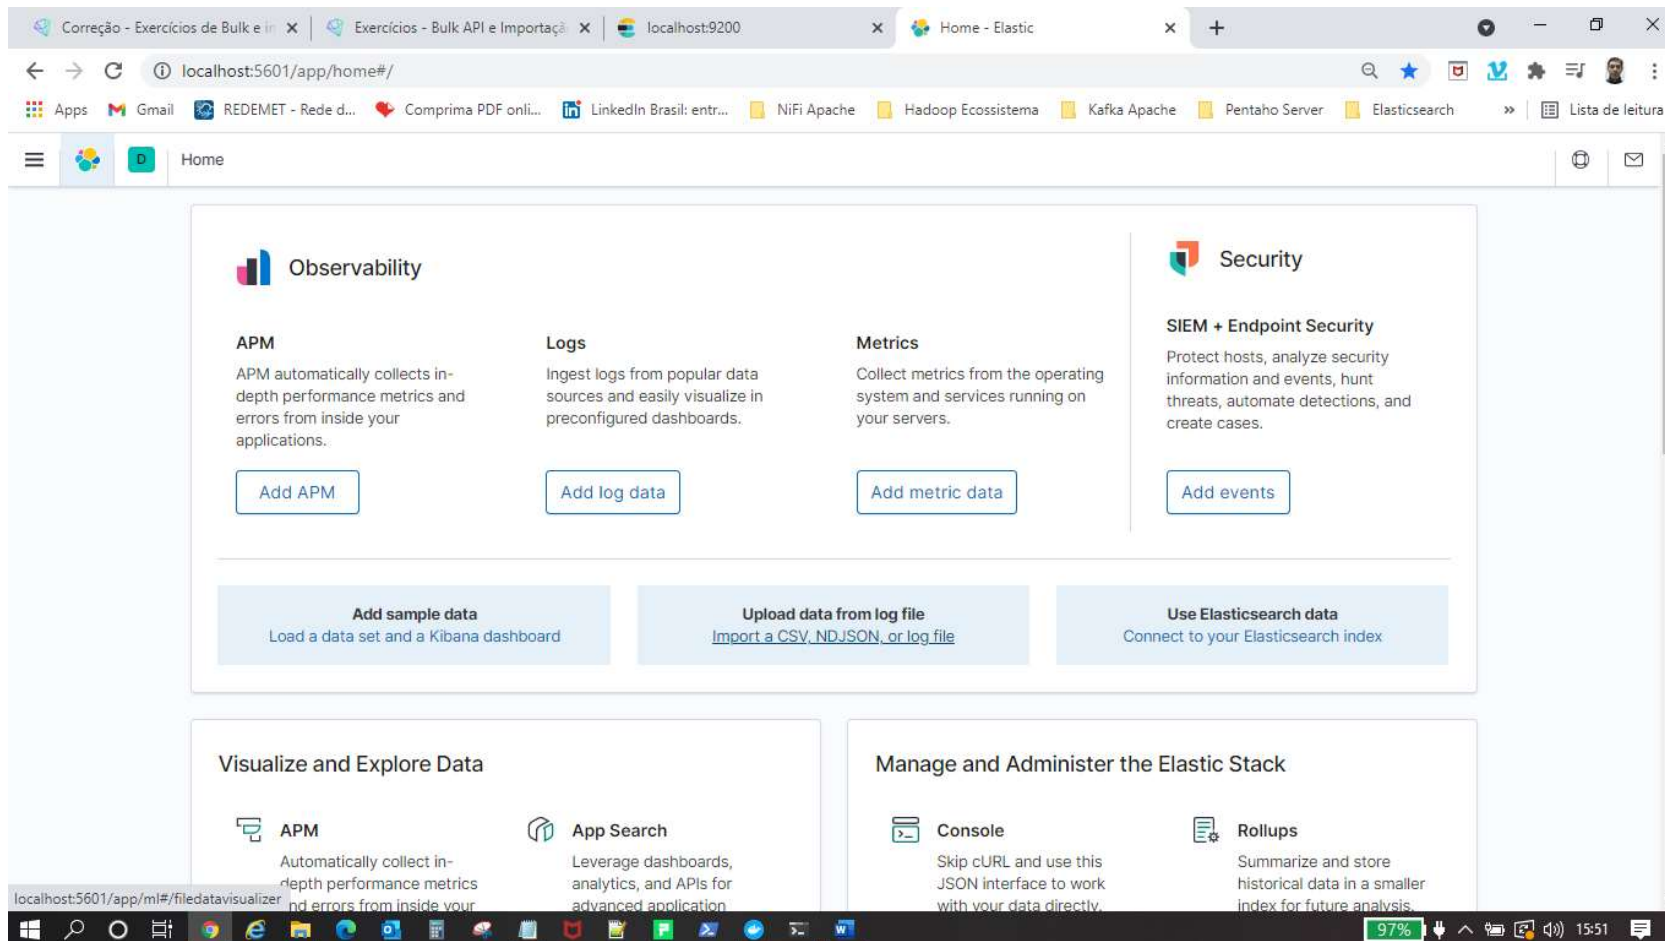 Correção - Exercícios de Bulk e in
Exercícios - Bulk API e Importaçã
localhost:9200
Home - Elastic
localhost:5601/app/home#/
Apps
Gmail
REDEMET - Rede d...
Comprima PDF onli...
LinkedIn Brasil: entr...
NiFi Apache
Hadoop Ecossistema
Kafka Apache
Pentaho Server
Elasticsearch
»
Lista de leitura
D
Home
Observability
APM
APM automatically collects in-
depth performance metrics and
errors from inside your
applications.
Add APM
Logs
Ingest logs from popular data
sources and easily visualize in
preconfigured dashboards.
Add log data
Metrics
Collect metrics from the operating
system and services running on
your servers.
Add metric data
Security
SIEM + Endpoint Security
Protect hosts, analyze security
information and events, hunt
threats, automate detections, and
create cases.
Add events
Add sample data
Load a data set and a Kibana dashboard
Upload data from log file
Import a CSV, NDJSON, or log file
Use Elasticsearch data
Connect to your Elasticsearch index
Visualize and Explore Data
APM
Automatically collect in-
depth performance metrics
and errors from inside your
App Search
Leverage dashboards,
analytics, and APIs for
advanced application
Manage and Administer the Elastic Stack
Console
Skip cURL and use this
JSON interface to work
with your data directly.
Rollups
Summarize and store
historical data in a smaller
index for future analysis.
localhost:5601/app/ml#/filedatavisualizer
97%
15:51